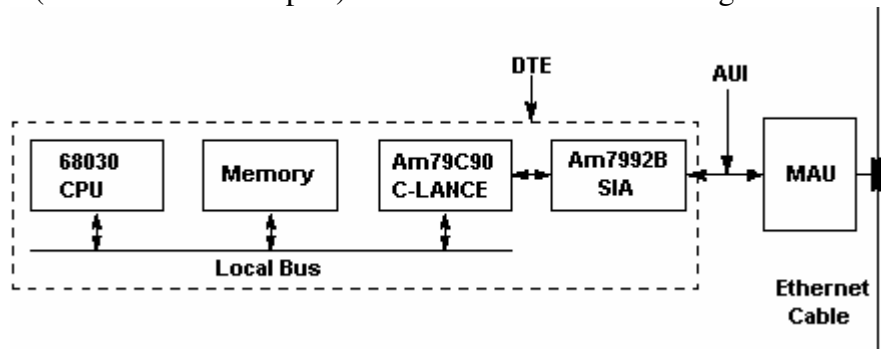 DTE
AUI
68030
CPU
Memory
Am79C90
C-LANCE
Am7992B
SIA
MAU
Local Bus
Ethernet
Cable